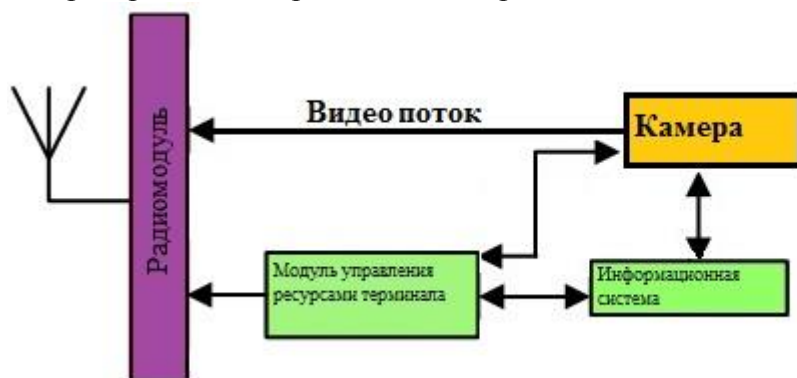 Видео поток
Камера
Радиомодуль
Модуль управления
ресурсами терминала
Информационная
система